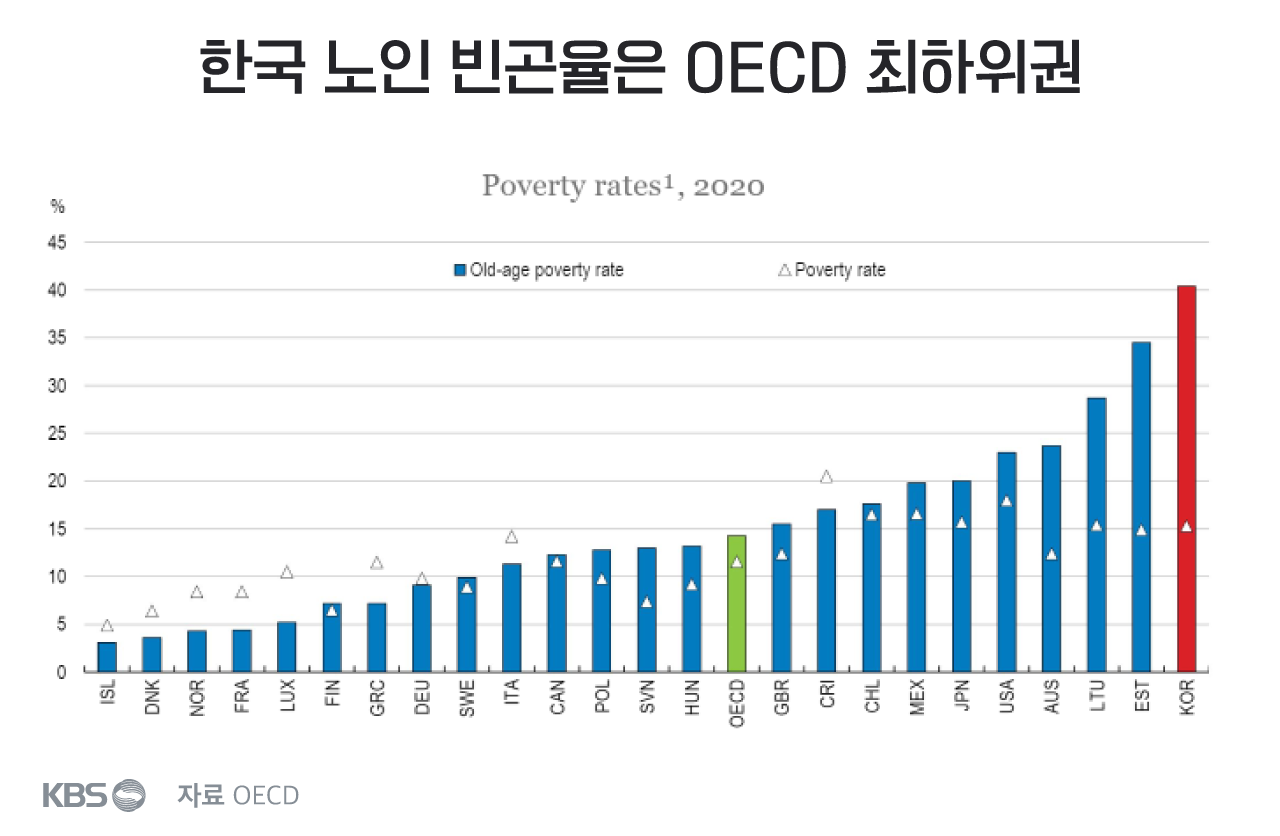 한국 노인 빈곤율은 OECD 최하위권
Poverty rates¹, 2020
%
45
Old-age poverty rate
Poverty rate
40
35
30
25
20
15
10
5
0
ISL
DNK
NOR
FRA
LUX
FIN
GRC
DEU
SWE
ITA
CAN
POL
SVN
HUN
OECD
GBR
CRI
CHL
MEX
JPN
USA
AUS
LTU
EST
KOR
KBS 자료 OECD